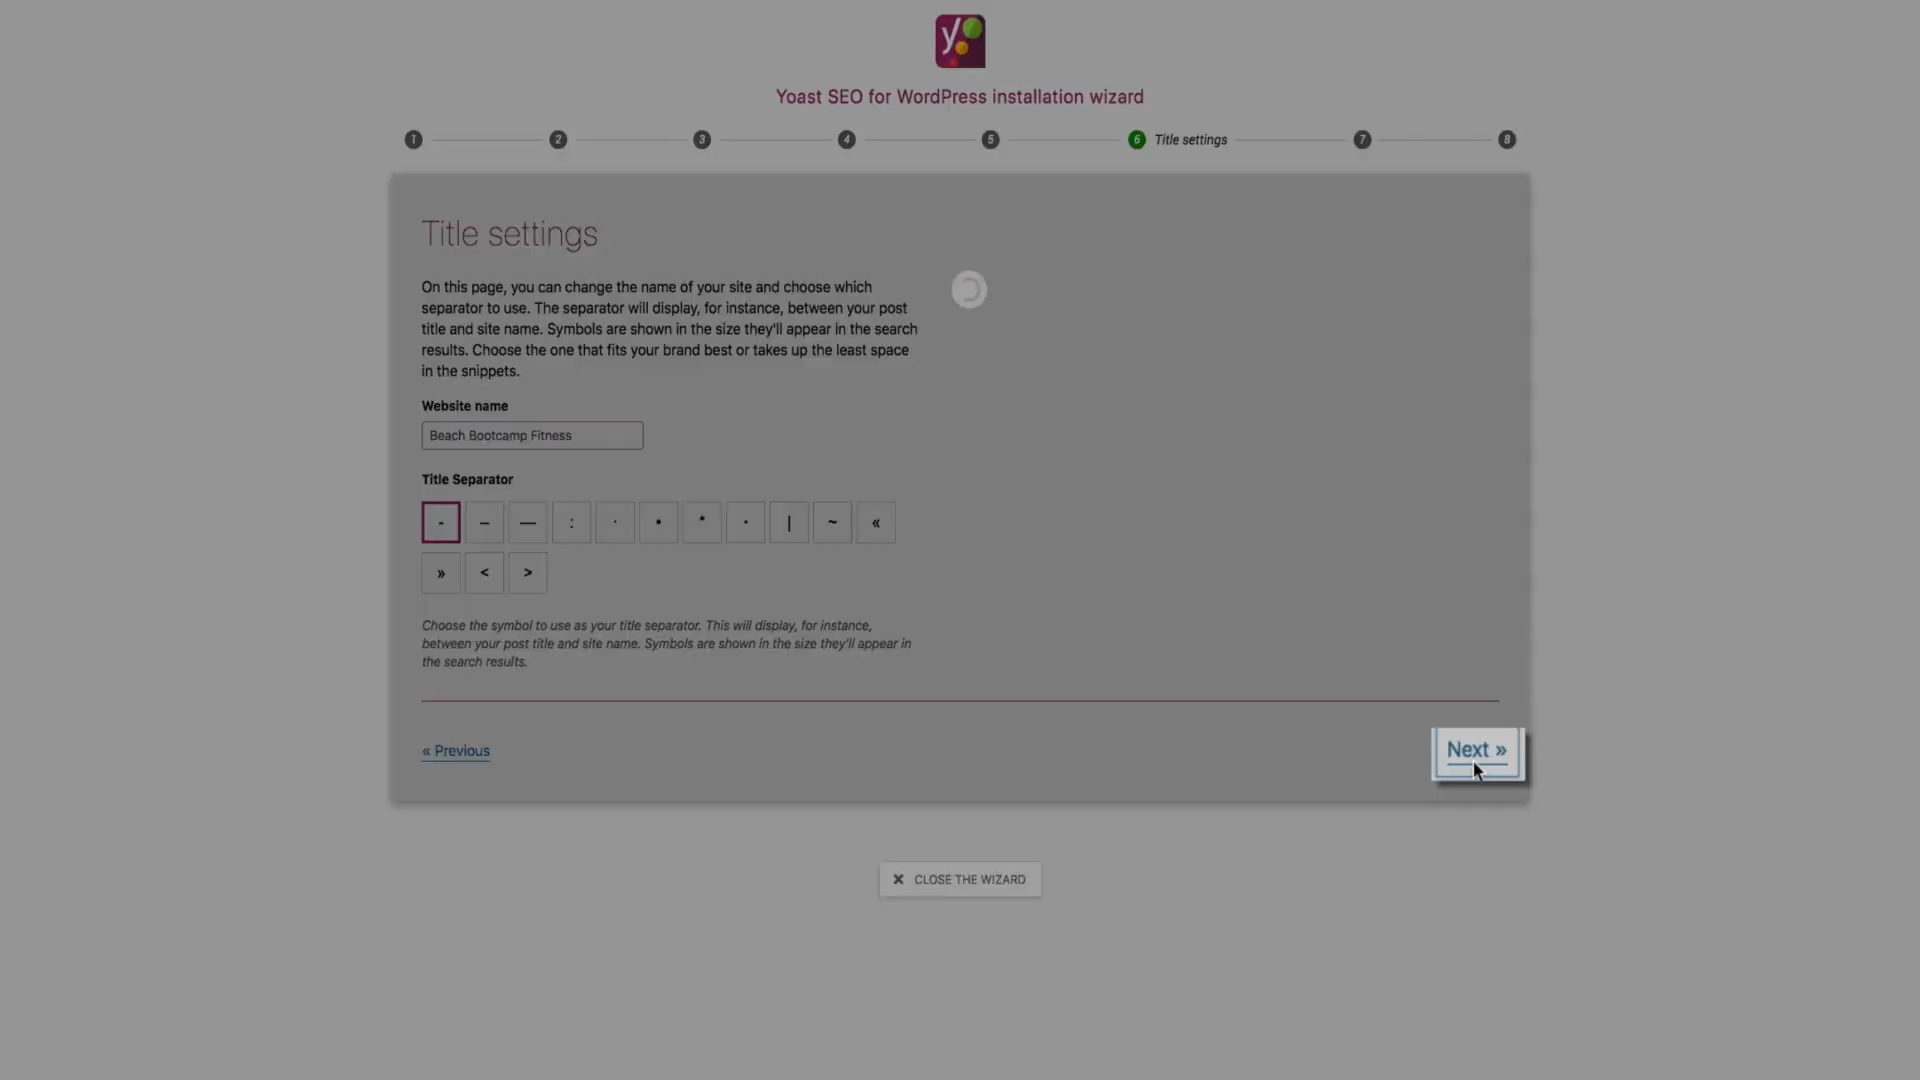 y
Yoast SEO for WordPress installation wizard
1 2 3 4 5 6 Title settings 7 8
Title settings
On this page, you can change the name of your site and choose which
separator to use. The separator will display, for instance, between your post
title and site name. Symbols are shown in the size they'll appear in the search
results. Choose the one that fits your brand best or takes up the least space
in the snippets.
Website name
Beach Bootcamp Fitness
Title Separator
- – — : · • * ⋅ | ~ «
» < >
Choose the symbol to use as your title separator. This will display, for instance,
between your post title and site name. Symbols are shown in the size they'll appear in
the search results.
« Previous
Next »
✖ CLOSE THE WIZARD